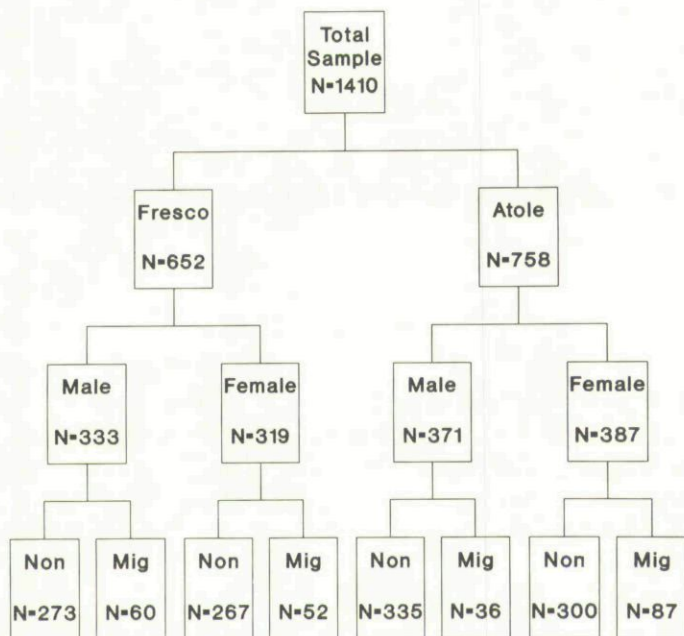 Total
Sample
N=1410
Fresco
N=652
Atole
N=758
Male
N=333
Female
N=319
Male
N=371
Female
N=387
Non
N=273
Mig
N=60
Non
N=267
Mig
N=52
Non
N=335
Mig
N=36
Non
N=300
Mig
N=87